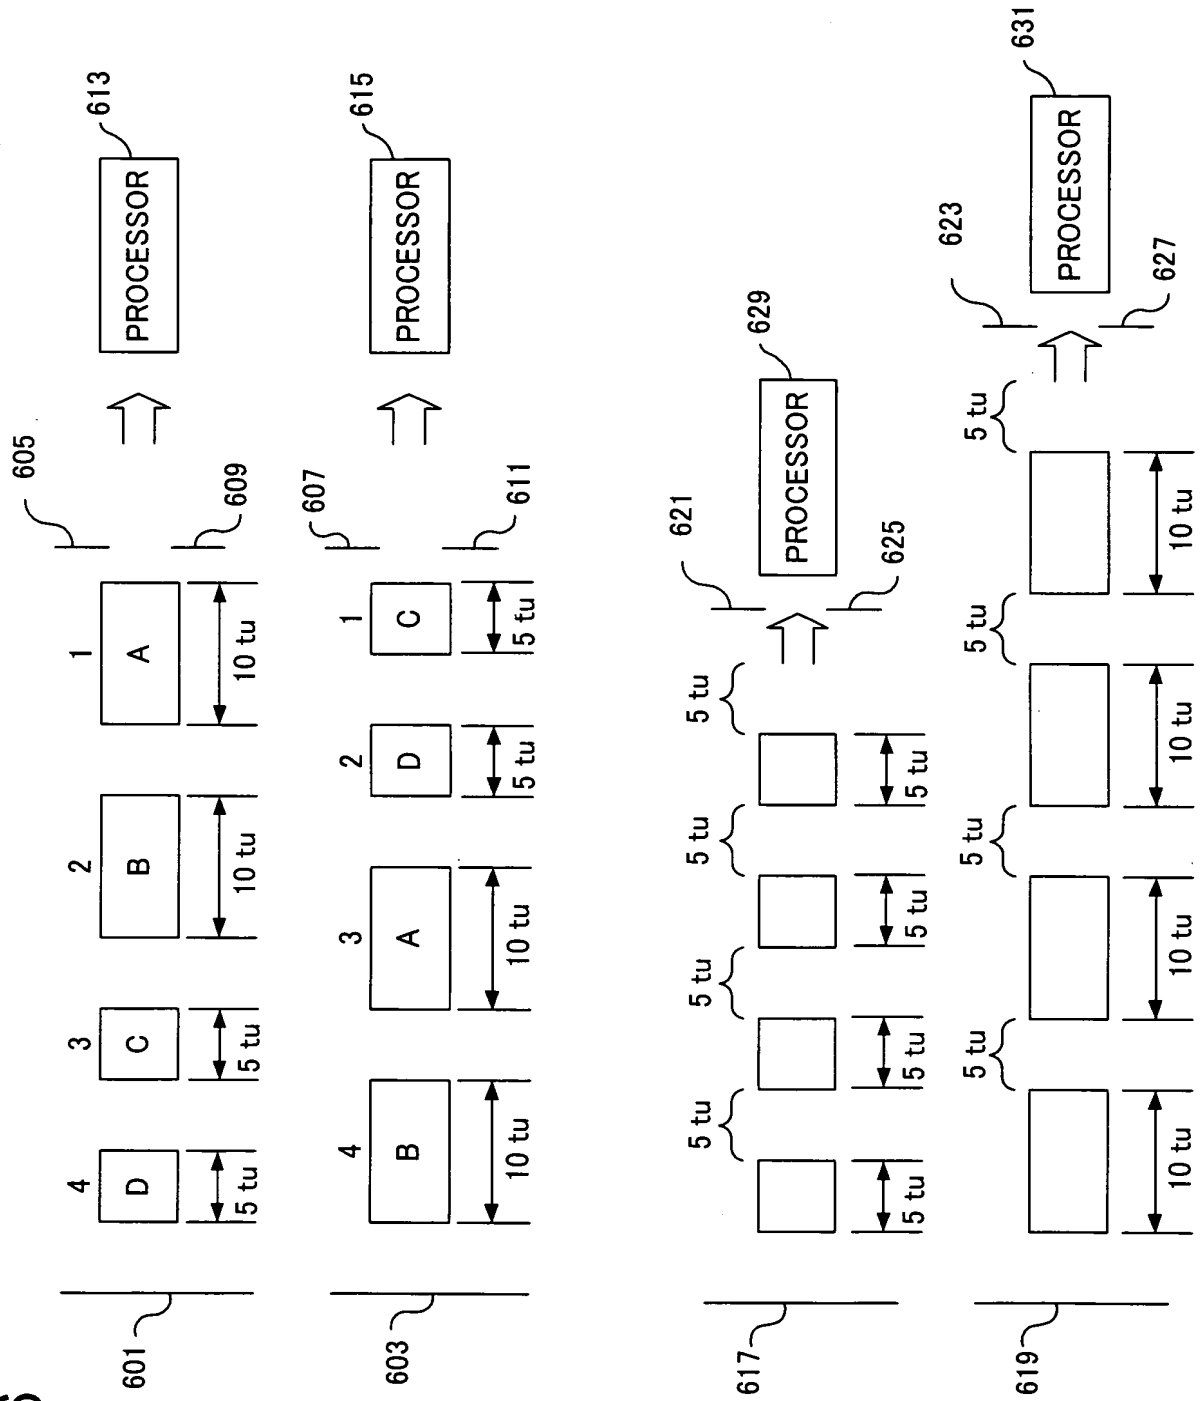 605
4 3 2 1 613
601 D C B A PROCESSOR
609
5 tu 5 tu 10 tu 10 tu
607
4 3 2 1 615
603 B A D C PROCESSOR
611
10 tu 10 tu 5 tu 5 tu
621
5 tu 5 tu 5 tu 5 tu 629
617 PROCESSOR
625
5 tu 5 tu 5 tu 5 tu
623
5 tu 5 tu 5 tu 5 tu 631
619 PROCESSOR
627
10 tu 10 tu 10 tu 10 tu